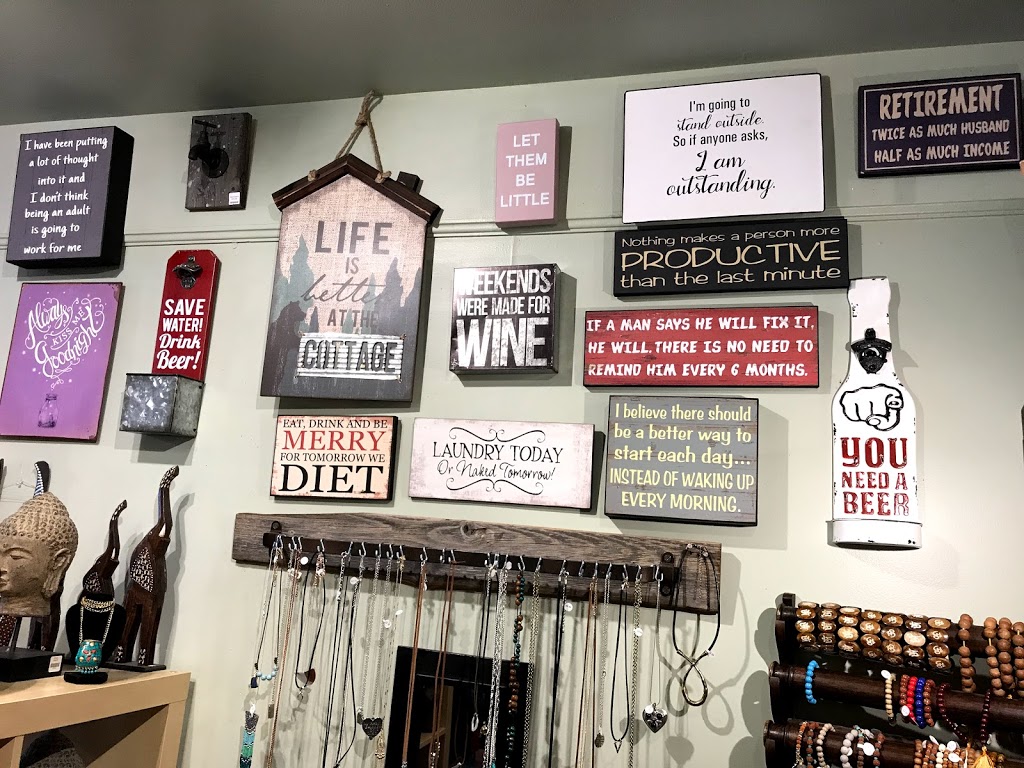 I have been putting
a lot of thought
into it and
I don't think
being an adult
is going to
work for me
LET
THEM
BE
LITTLE
I'm going to
stand outside.
So if anyone asks,
I am
outstanding.
RETIREMENT
TWICE AS MUCH HUSBAND
HALF AS MUCH INCOME
LIFE
IS
better
AT THE
COTTAGE
Nothing makes a person more
PRODUCTIVE
than the last minute
Always
KISS ME
Goodnight
SAVE
WATER!
Drink
Beer!
WEEKENDS
WERE MADE FOR
WINE
IF A MAN SAYS HE WILL FIX IT,
HE WILL, THERE IS NO NEED TO
REMIND HIM EVERY 6 MONTHS.
EAT, DRINK AND BE
MERRY
FOR TOMORROW WE
DIET
LAUNDRY TODAY
Or Naked Tomorrow!
I believe there should
be a better way to
start each day...
INSTEAD OF WAKING UP
EVERY MORNING.
YOU
NEED A
BEER